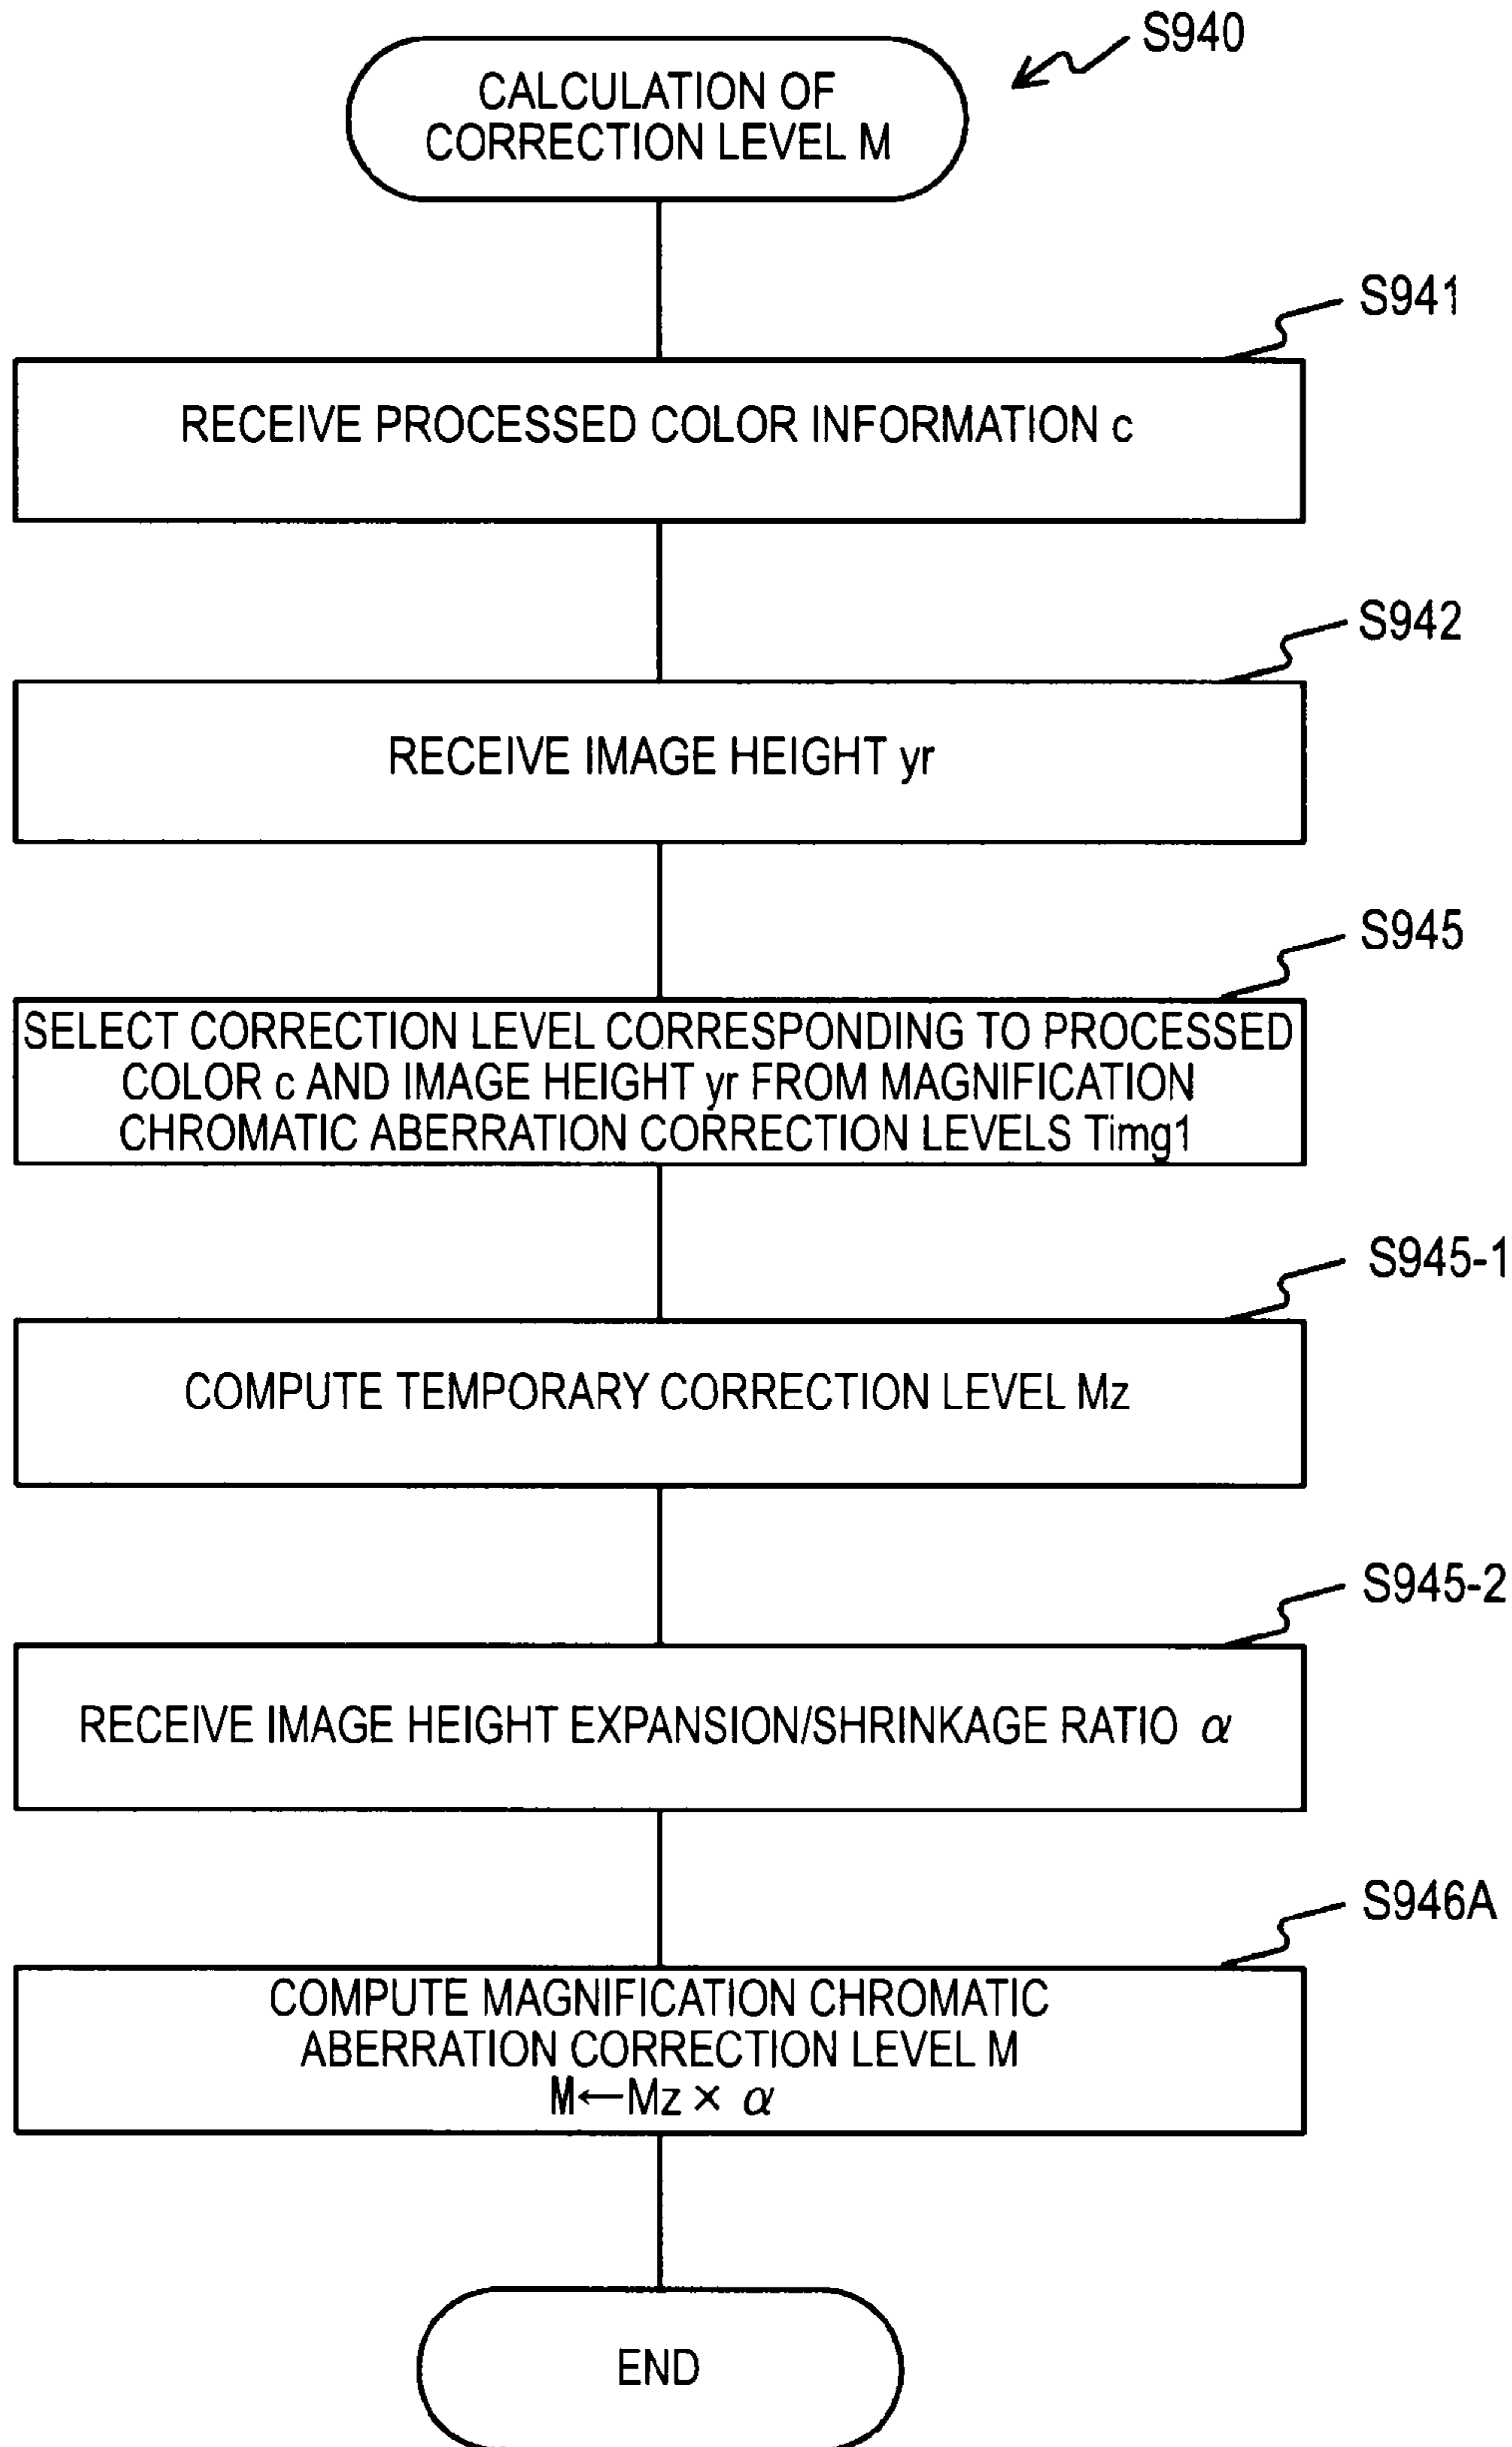 S940
CALCULATION OF
CORRECTION LEVEL M
S941
RECEIVE PROCESSED COLOR INFORMATION c
S942
RECEIVE IMAGE HEIGHT yr
S945
SELECT CORRECTION LEVEL CORRESPONDING TO PROCESSED
COLOR c AND IMAGE HEIGHT yr FROM MAGNIFICATION
CHROMATIC ABERRATION CORRECTION LEVELS Timg1
S945-1
COMPUTE TEMPORARY CORRECTION LEVEL Mz
S945-2
RECEIVE IMAGE HEIGHT EXPANSION/SHRINKAGE RATIO α
S946A
COMPUTE MAGNIFICATION CHROMATIC
ABERRATION CORRECTION LEVEL M
M←Mz × α
END